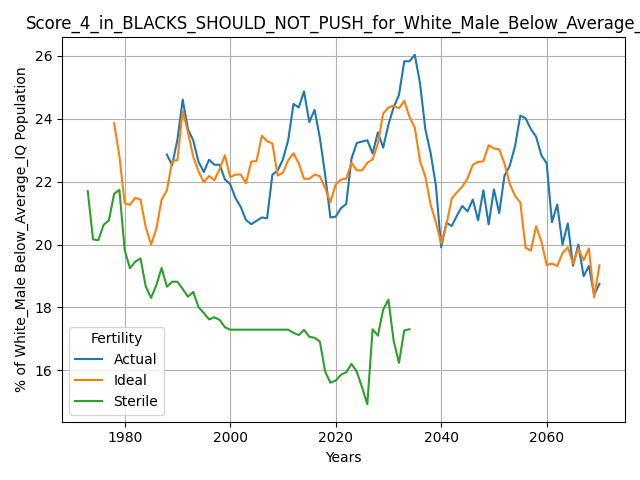 Score_4_in_BLACKS_SHOULD_NOT_PUSH_for_White_Male_Below_Average_
26
24
22
20
18
16
% of White_Male Below_Average_IQ Population
Fertility
Actual
Ideal
Sterile
1980 2000 2020 2040 2060
Years